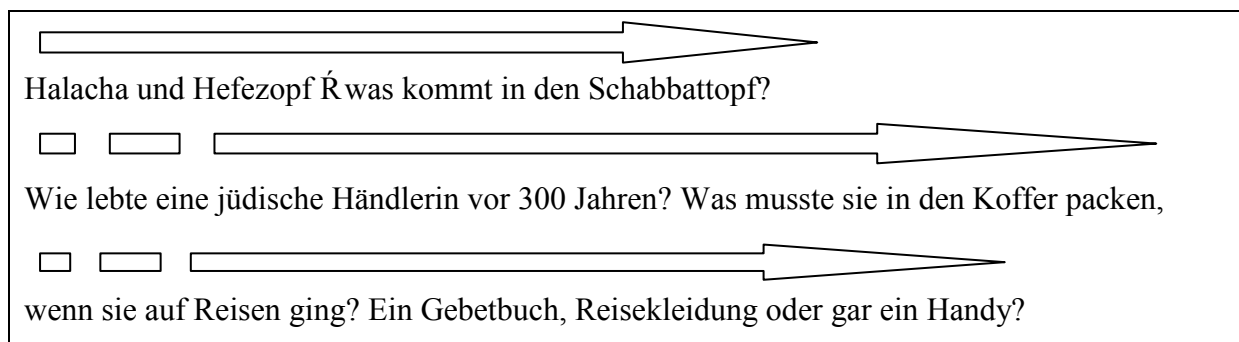 Halacha und Hefezopf Ŕ was kommt in den Schabbattopf?
Wie lebte eine jüdische Händlerin vor 300 Jahren? Was musste sie in den Koffer packen,
wenn sie auf Reisen ging? Ein Gebetbuch, Reisekleidung oder gar ein Handy?